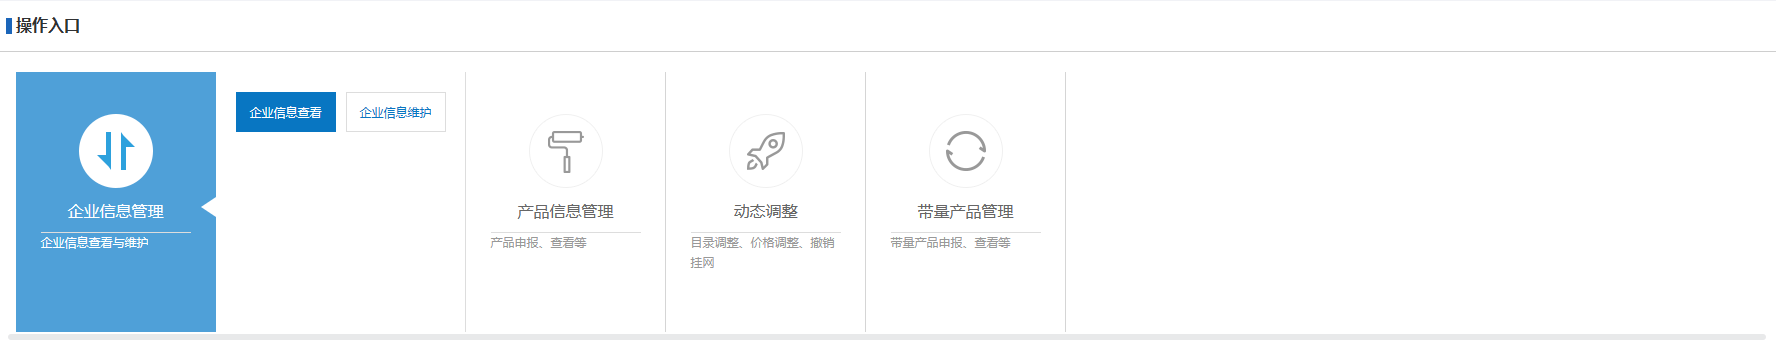 操作入口
企业信息管理
企业信息查看与维护
企业信息查看
企业信息维护
产品信息管理
产品申报、查看等
动态调整
目录调整、价格调整、撤销
挂网
带量产品管理
带量产品申报、查看等